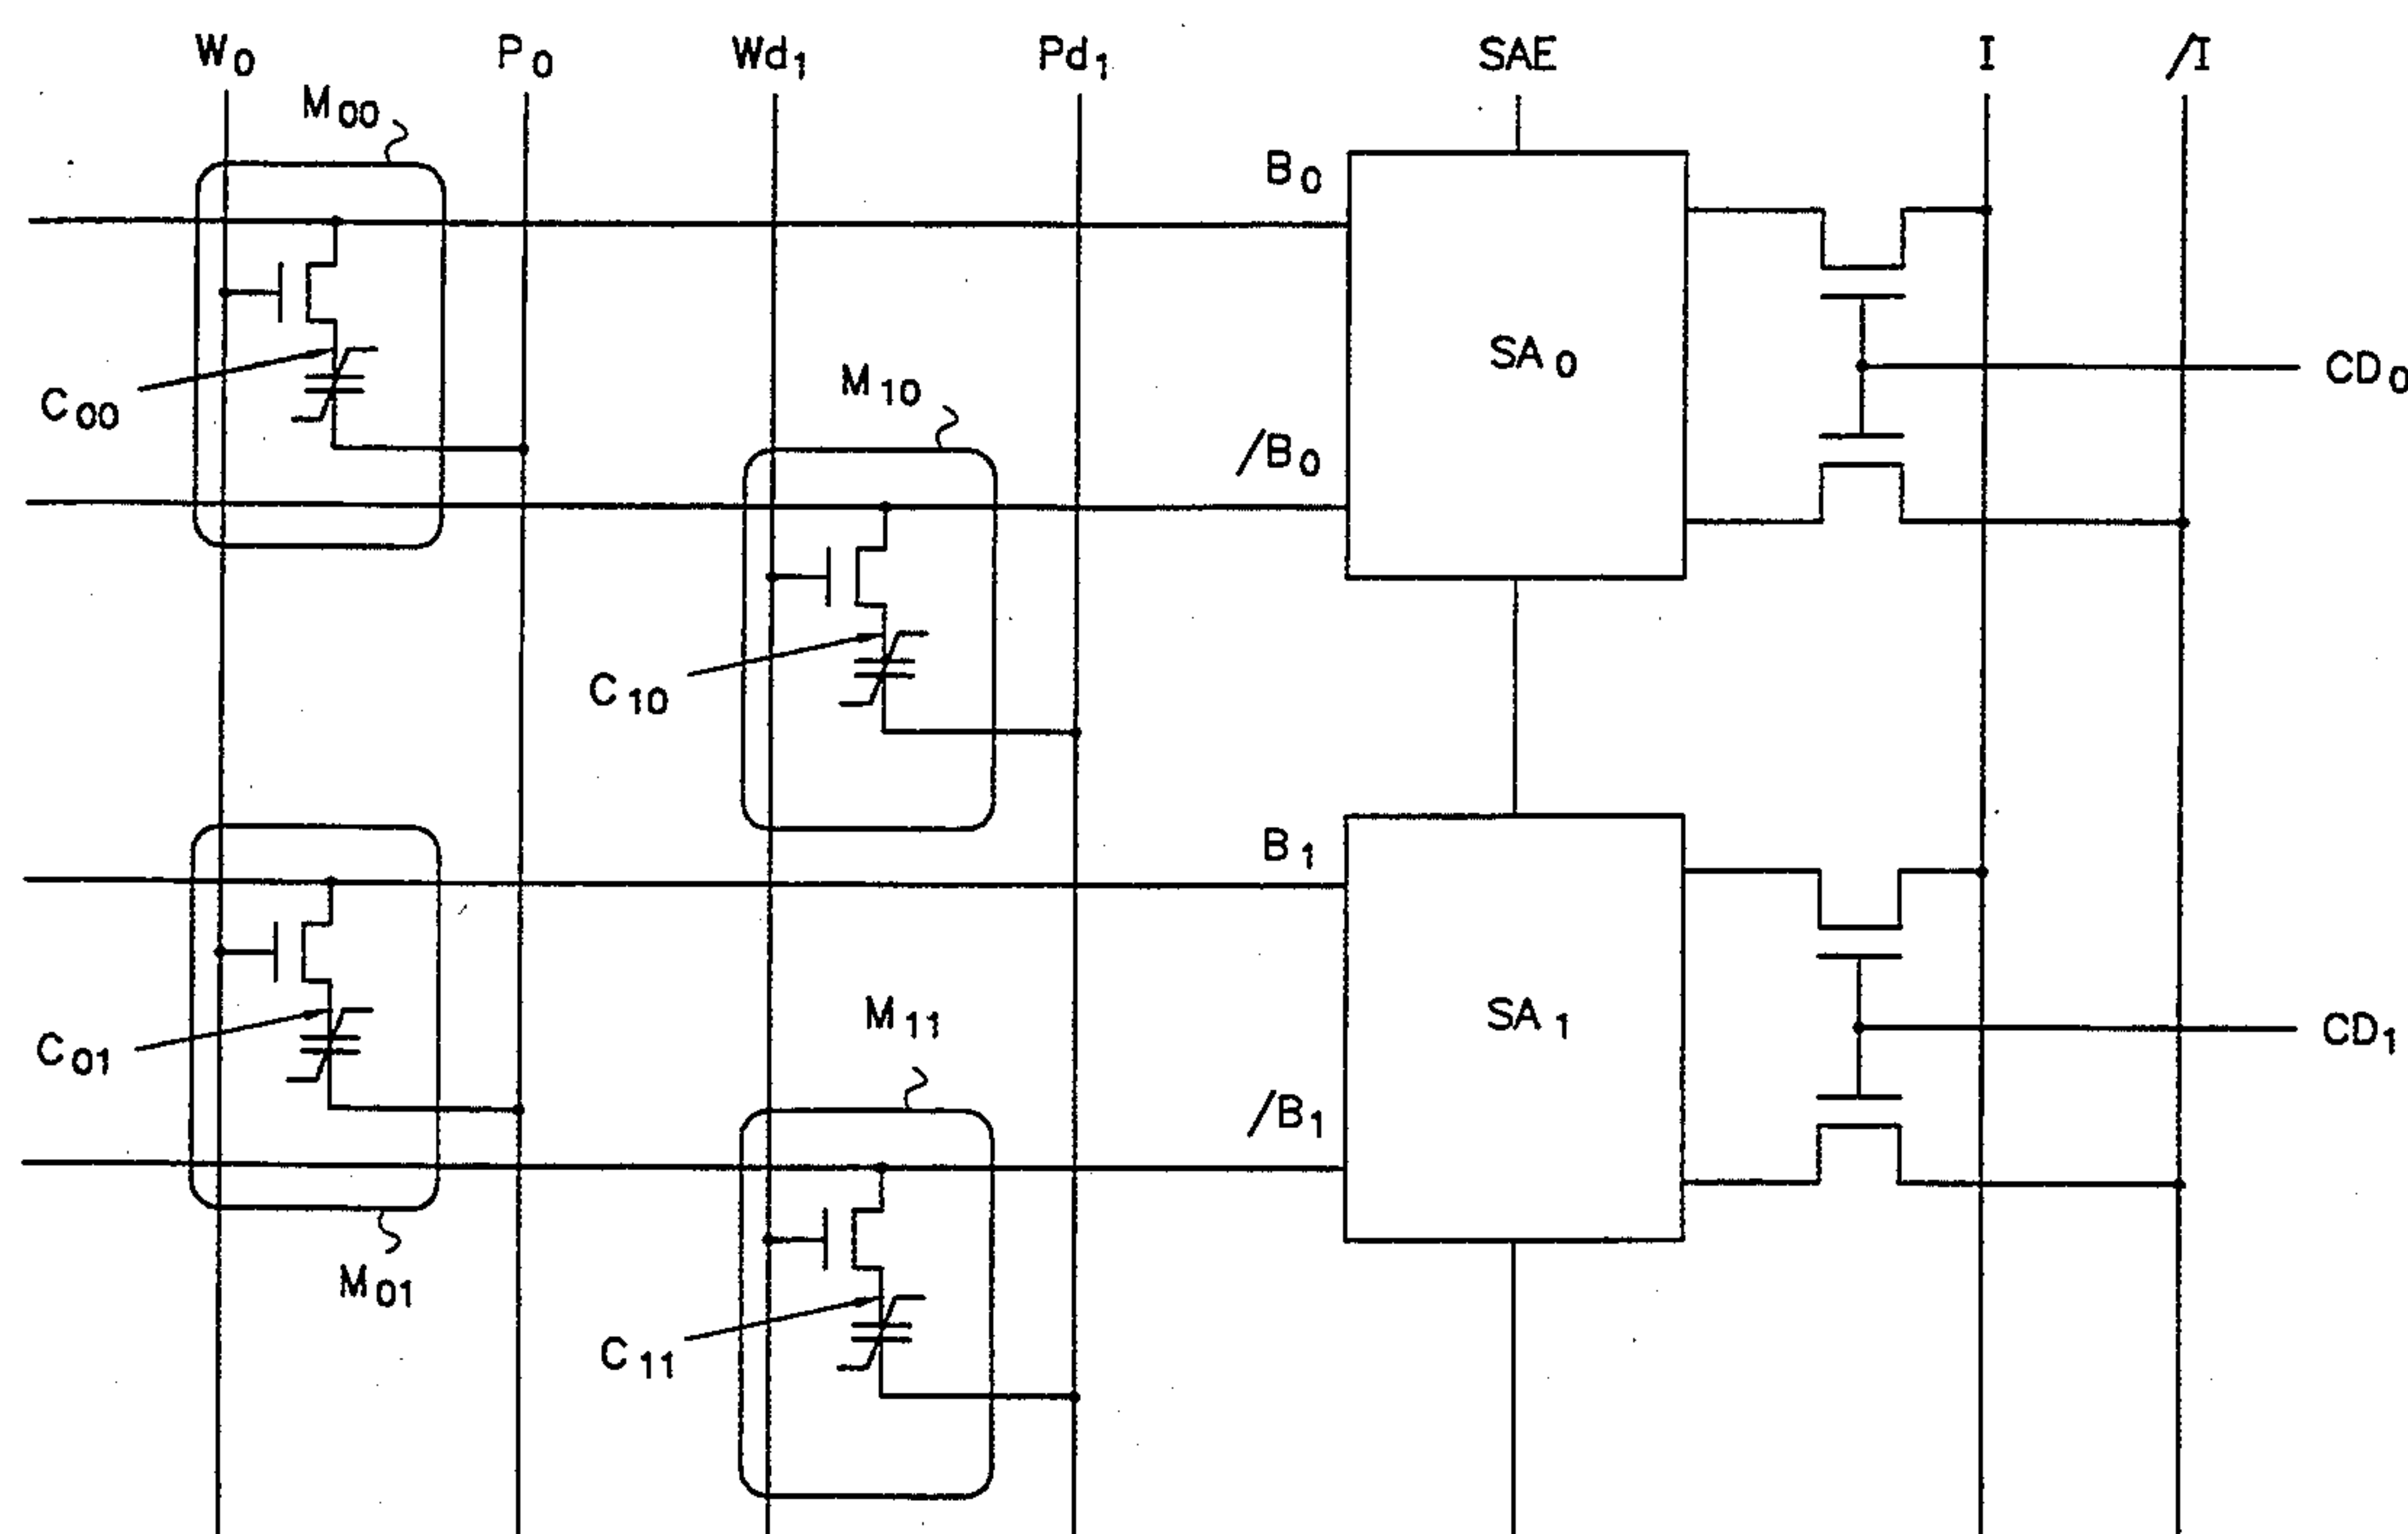 W0 P0 Wd1 Pd1 SAE I /I
M00
B0
SA0
CD0
C00
M10
/B0
C10
B1
M11
SA1
CD1
C01
/B1
M01
C11